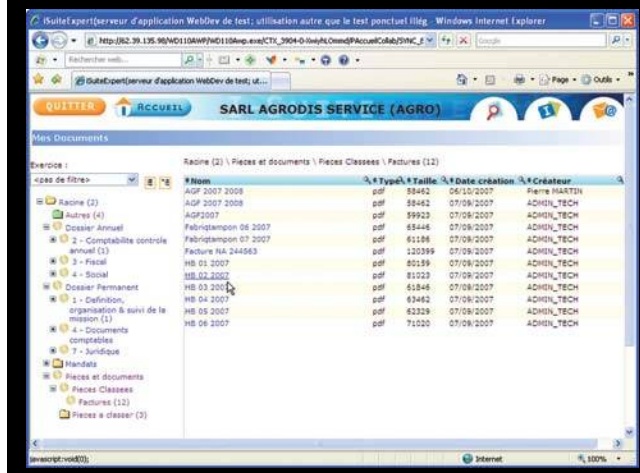 iSuiteExpert(serveur d'application WebDev de test; utilisation autre que le test ponctuel illég - Windows Internet Explorer
Google
Rechercher web...
iSuiteExpert(serveur d'application WebDev de test; ut...
Page
Outils
QUITTER
ACCUEIL
SARL AGRODIS SERVICE (AGRO)
Mes Documents
Exercice :
<pas de filtre>
Racine (2) \ Pieces et documents \ Pieces Classees \ Factures (12)
Racine (2)
Autres (4)
Dossier Annuel
2 - Comptabilite controle annuel (1)
3 - Fiscal
4 - Social
Dossier Permanent
1 - Definition, organisation & suivi de la mission (1)
4 - Documents comptables
7 - Juridique
Mandats
Pieces et documents
Pieces Classees
Factures (12)
Pieces a classer (3)
Nom Type Taille Date création Créateur
AGF 2007 2008 pdf 58462 06/10/2007 Pierre MARTIN
AGF 2007 2008 pdf 58462 07/09/2007 ADMIN_TECH
AGF2007 pdf 59923 07/09/2007 ADMIN_TECH
Fabriqtampon 06 2007 pdf 65446 07/09/2007 ADMIN_TECH
Fabriqtampon 07 2007 pdf 61186 07/09/2007 ADMIN_TECH
Facture NA 244563 pdf 120399 07/09/2007 ADMIN_TECH
HB 01 2007 pdf 80159 07/09/2007 ADMIN_TECH
HB 02 2007 pdf 81023 07/09/2007 ADMIN_TECH
HB 03 2007 pdf 61846 07/09/2007 ADMIN_TECH
HB 04 2007 pdf 63462 07/09/2007 ADMIN_TECH
HB 05 2007 pdf 62329 07/09/2007 ADMIN_TECH
HB 06 2007 pdf 71020 07/09/2007 ADMIN_TECH
javascript:void(0);
Internet
100%